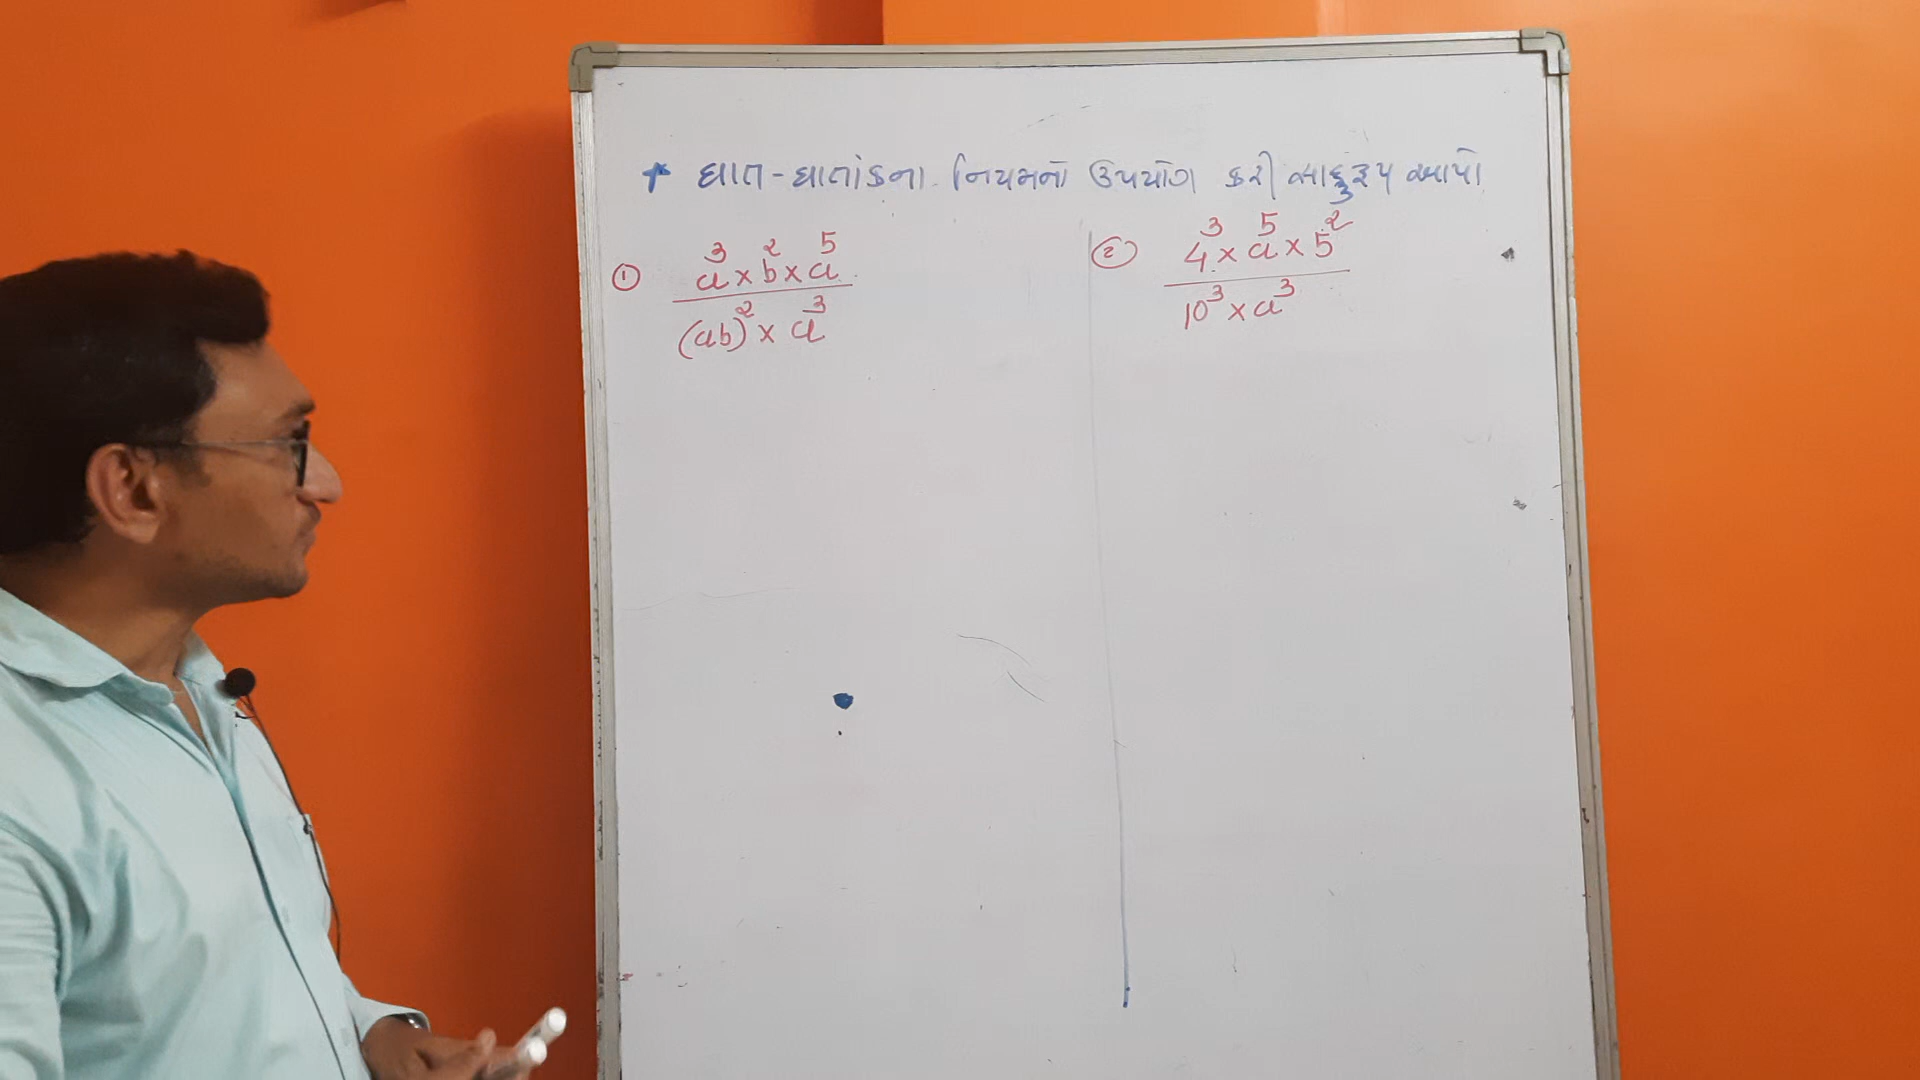 * ઘાત-ઘાતાંકના નિયમનો ઉપયોગ કરી સાદુરૂપ આપો
① a³ × b² × a⁵
(ab)² × a³
② 4³ × a⁵ × 5²
10³ × a³